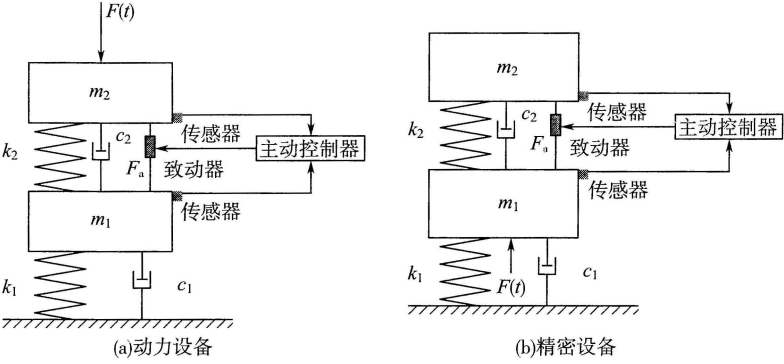 F(t)
m₂
c₂
传感器
k₂
Fₐ
致动器
主动控制器
传感器
m₁
k₁
c₁
(a)动力设备
m₂
c₂
传感器
k₂
Fₐ
致动器
主动控制器
传感器
m₁
k₁
F(t)
c₁
(b)精密设备